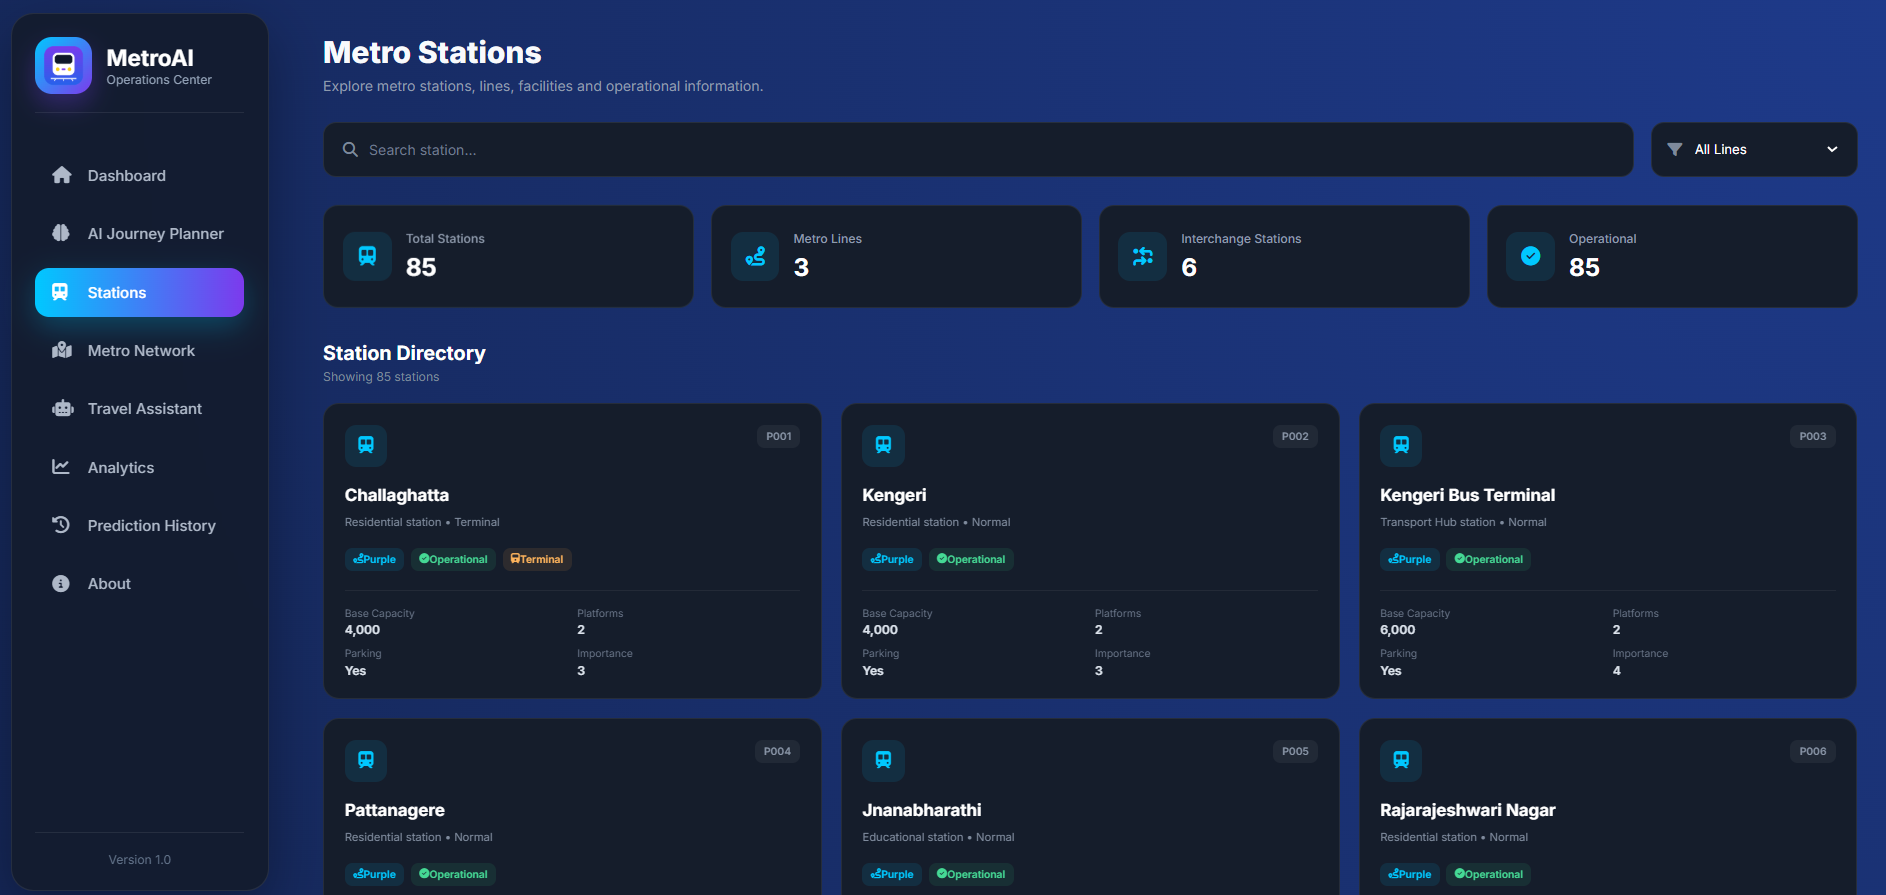 MetroAI
Operations Center
Dashboard
AI Journey Planner
Stations
Metro Network
Travel Assistant
Analytics
Prediction History
About
Version 1.0
Metro Stations
Explore metro stations, lines, facilities and operational information.
Search station...
All Lines
Total Stations
85
Metro Lines
3
Interchange Stations
6
Operational
85
Station Directory
Showing 85 stations
P001
Challaghatta
Residential station • Terminal
Purple Operational Terminal
Base Capacity Platforms
4,000 2
Parking Importance
Yes 3
P002
Kengeri
Residential station • Normal
Purple Operational
Base Capacity Platforms
4,000 2
Parking Importance
Yes 3
P003
Kengeri Bus Terminal
Transport Hub station • Normal
Purple Operational
Base Capacity Platforms
6,000 2
Parking Importance
Yes 4
P004
Pattanagere
Residential station • Normal
Purple Operational
P005
Jnanabharathi
Educational station • Normal
Purple Operational
P006
Rajarajeshwari Nagar
Residential station • Normal
Purple Operational